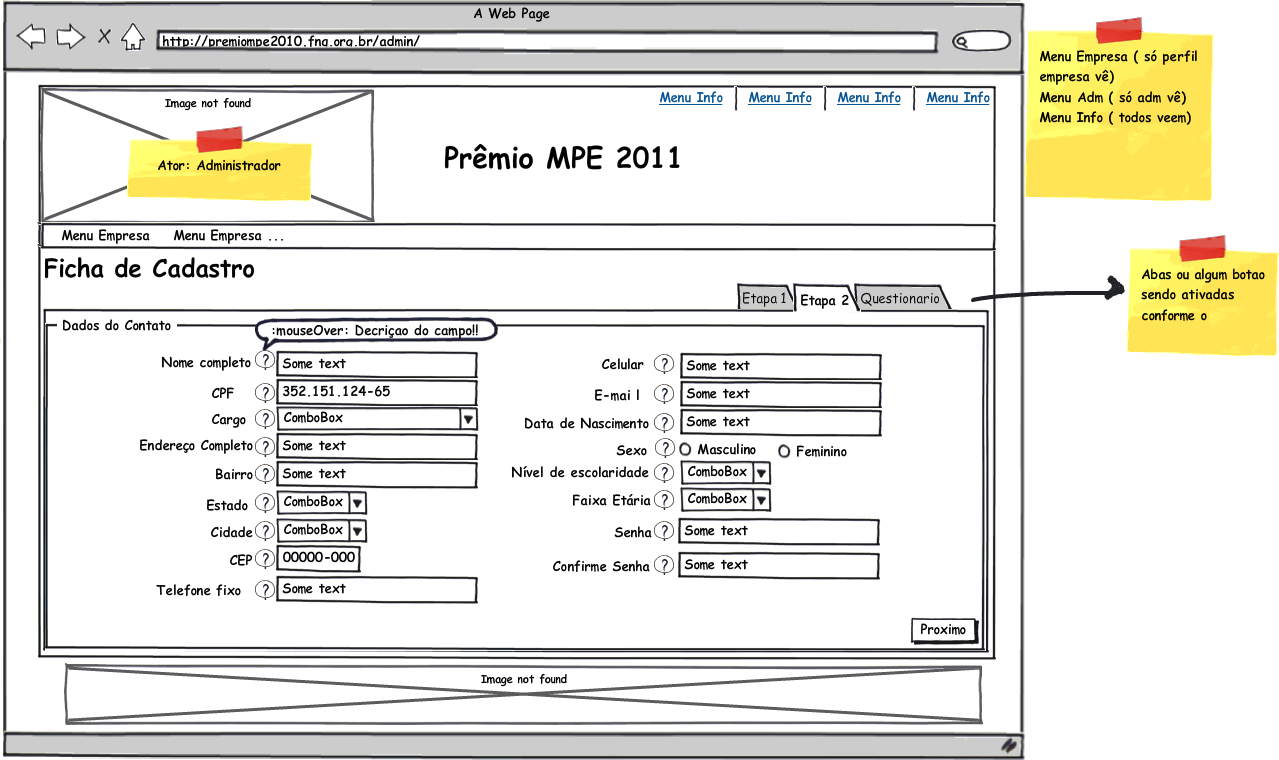 A Web Page
http://premiompe2010.fnq.org.br/admin/
Menu Empresa ( só perfil
empresa vê)
Menu Adm ( só adm vê)
Menu Info ( todos veem)
Image not found
Menu Info
Menu Info
Menu Info
Menu Info
Ator: Administrador
Prêmio MPE 2011
Menu Empresa
Menu Empresa ...
Ficha de Cadastro
Etapa 1
Etapa 2
Questionario
Abas ou algum botao
sendo ativadas
conforme o
Dados do Contato
:mouseOver: Decriçao do campo!!
Nome completo ? Some text
CPF ? 352.151.124-65
Cargo ? ComboBox
Endereço Completo ? Some text
Bairro ? Some text
Estado ? ComboBox
Cidade ? ComboBox
CEP ? 00000-000
Telefone fixo ? Some text
Celular ? Some text
E-mai l ? Some text
Data de Nascimento ? Some text
Sexo ? Masculino Feminino
Nível de escolaridade ? ComboBox
Faixa Etária ? ComboBox
Senha ? Some text
Confirme Senha ? Some text
Proximo
Image not found